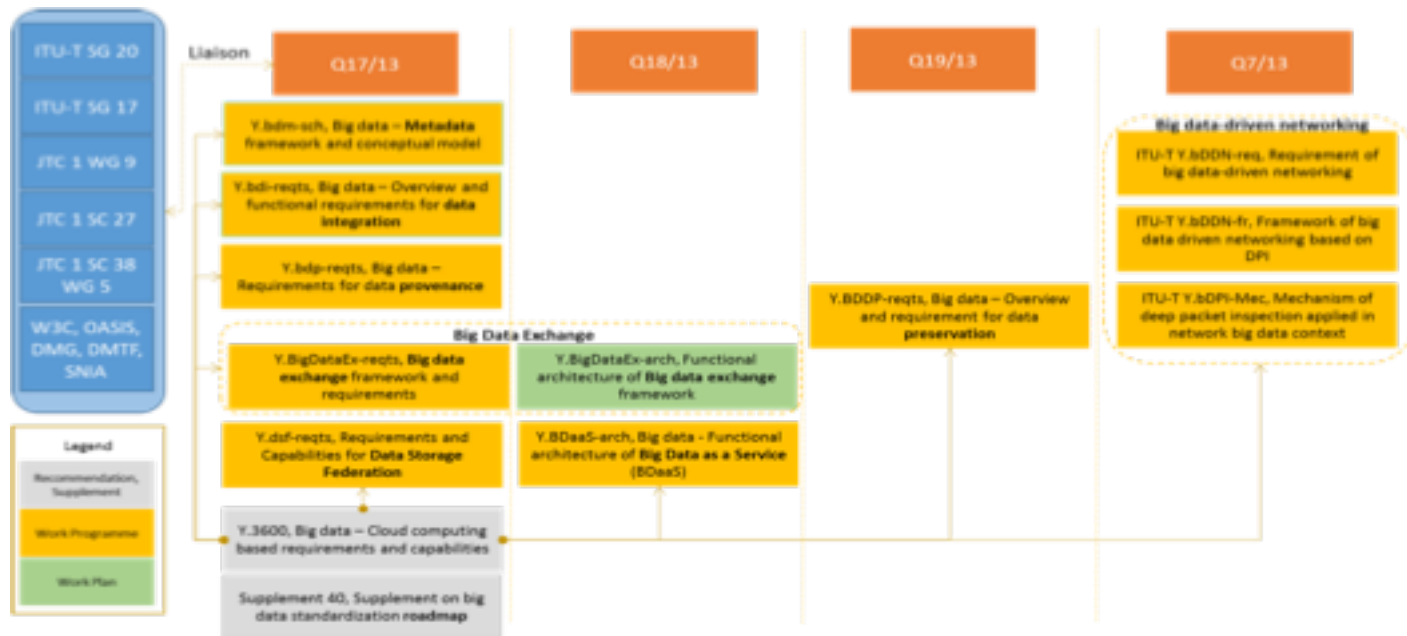 ITU-T SG 20
ITU-T SG 17
JTC 1 WG 9
JTC 1 SC 27
JTC 1 SC 38
WG 5
W3C, OASIS,
DMG, DMTF,
SNIA
Legend
Recommendation,
Supplement
Work Programme
Work Plan
Liaison
Q17/13
Y.bdm-sch, Big data – Metadata
framework and conceptual model
Y.bdi-reqts, Big data – Overview and
functional requirements for data
integration
Y.bdp-reqts, Big data –
Requirements for data provenance
Big Data Exchange
Y.BigDataEx-reqts, Big data
exchange framework and
requirements
Y.dsf-reqts, Requirements and
Capabilities for Data Storage
Federation
Y.3600, Big data – Cloud computing
based requirements and capabilities
Supplement 40, Supplement on big
data standardization roadmap
Q18/13
Y.BigDataEx-arch, Functional
architecture of Big data exchange
framework
Y.BDaaS-arch, Big data - Functional
architecture of Big Data as a Service
(BDaaS)
Q19/13
Y.BDDP-reqts, Big data – Overview
and requirement for data
preservation
Q7/13
Big data-driven networking
ITU-T Y.bDDN-req, Requirement of
big data-driven networking
ITU-T Y.bDDN-fr, Framework of big
data driven networking based on
DPI
ITU-T Y.bDPI-Mec, Mechanism of
deep packet inspection applied in
network big data context